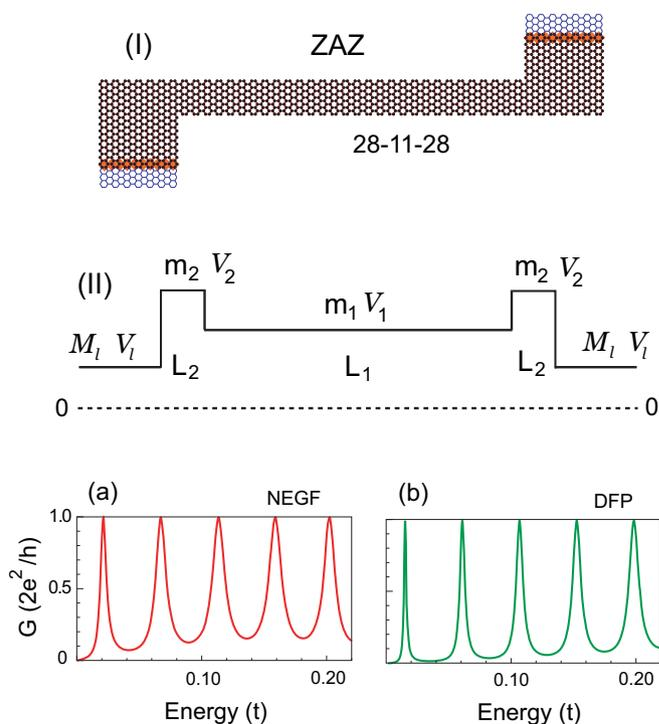 (I)
ZAZ
28-11-28
(II)
m₂ V₂
m₂ V₂
m₁ V₁
Mₗ Vₗ
Mₗ Vₗ
L₂
L₁
L₂
0
0
(a)
NEGF
(b)
DFP
1.0
0.5
0
G (2e²/h)
0.10
0.20
0.10
0.20
Energy (t)
Energy (t)